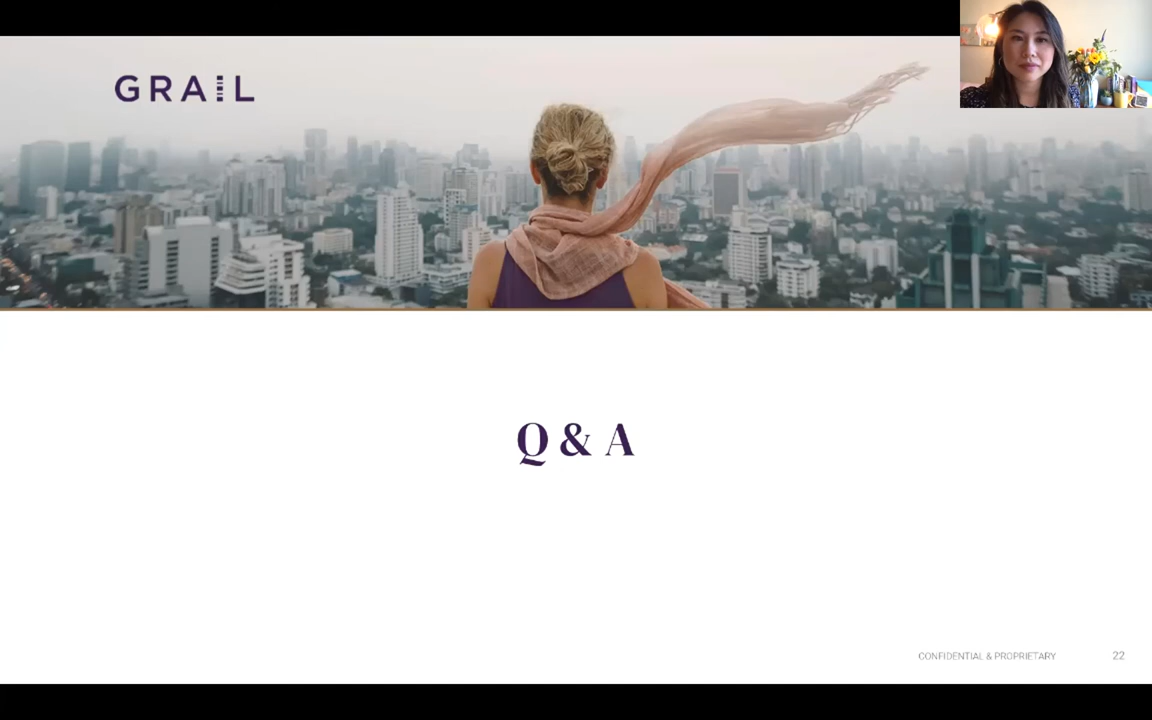 GRAIL
Q & A
CONFIDENTIAL & PROPRIETARY
22